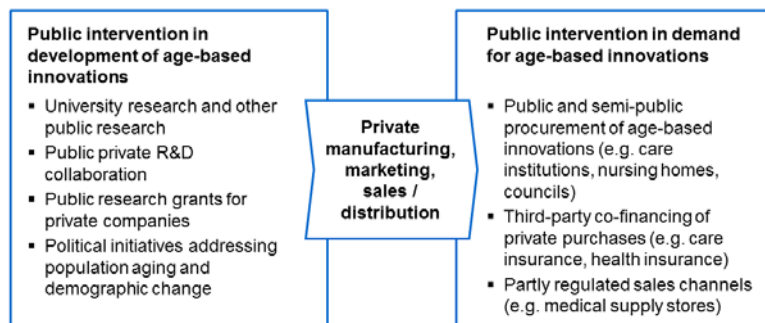 Public intervention in
development of age-based
innovations
▪ University research and other
public research
▪ Public private R&D
collaboration
▪ Public research grants for
private companies
▪ Political initiatives addressing
population aging and
demographic change
Private
manufacturing,
marketing,
sales /
distribution
Public intervention in demand
for age-based innovations
▪ Public and semi-public
procurement of age-based
innovations (e.g. care
institutions, nursing homes,
councils)
▪ Third-party co-financing of
private purchases (e.g. care
insurance, health insurance)
▪ Partly regulated sales channels
(e.g. medical supply stores)